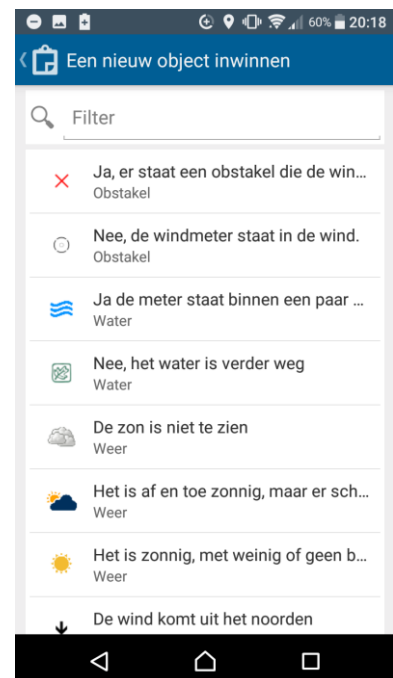 60% 20:18
Een nieuw object inwinnen
Filter
Ja, er staat een obstakel die de win...
Obstakel
Nee, de windmeter staat in de wind.
Obstakel
Ja de meter staat binnen een paar ...
Water
Nee, het water is verder weg
Water
De zon is niet te zien
Weer
Het is af en toe zonnig, maar er sch...
Weer
Het is zonnig, met weinig of geen b...
Weer
De wind komt uit het noorden